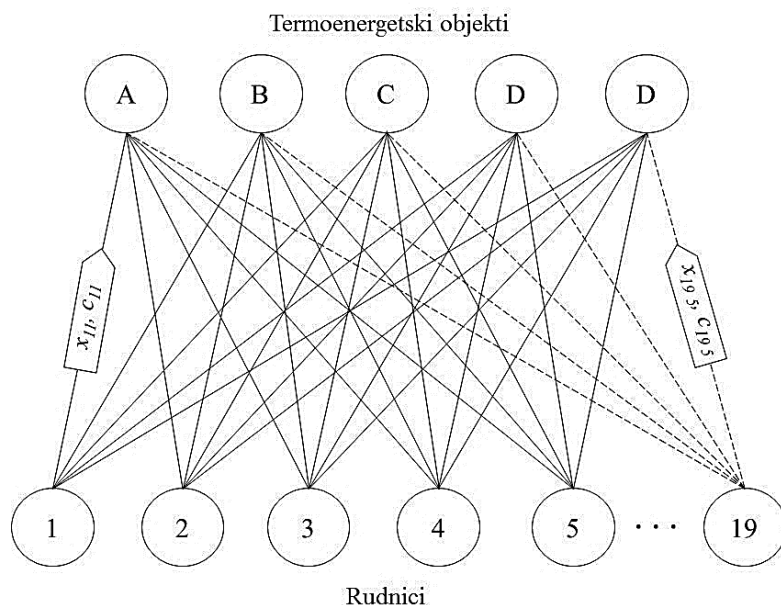 Termoenergetski objekti
A B C D D
x11, c11
x19 5, c19 5
1 2 3 4 5 ... 19
Rudnici